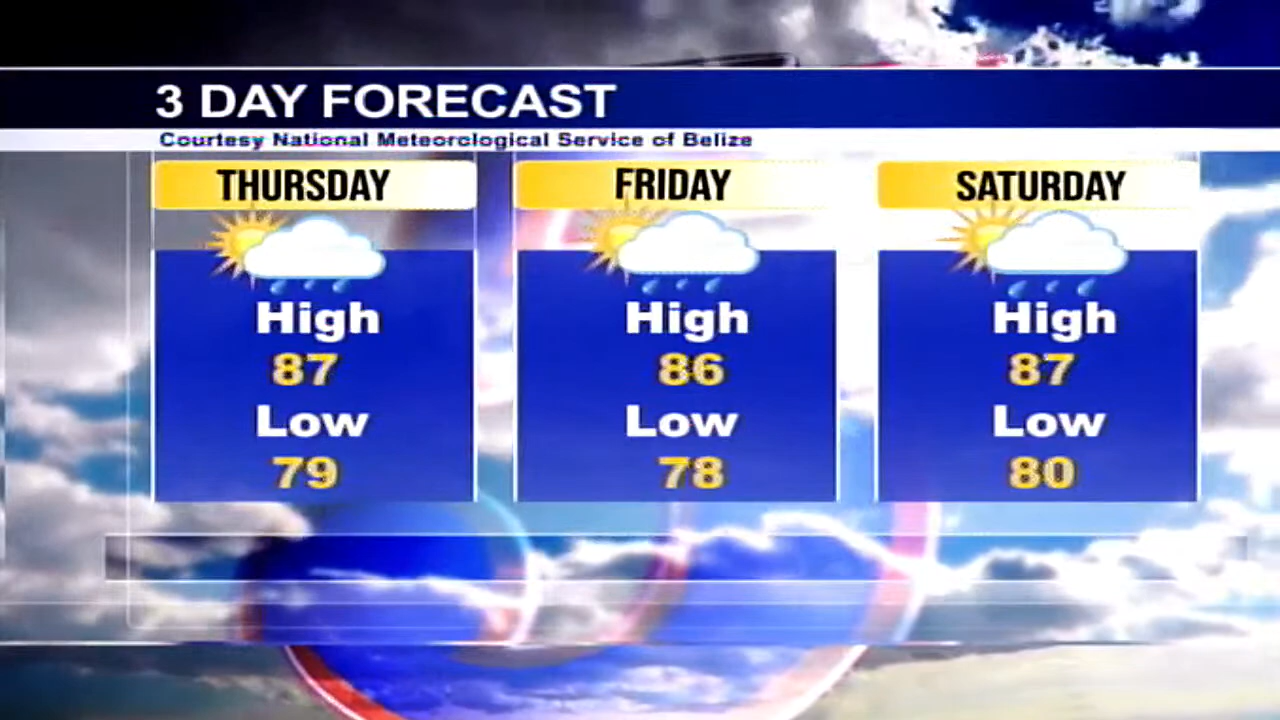 3 DAY FORECAST
Courtesy National Meteorological Service of Belize
THURSDAY
High
87
Low
79
FRIDAY
High
86
Low
78
SATURDAY
High
87
Low
80